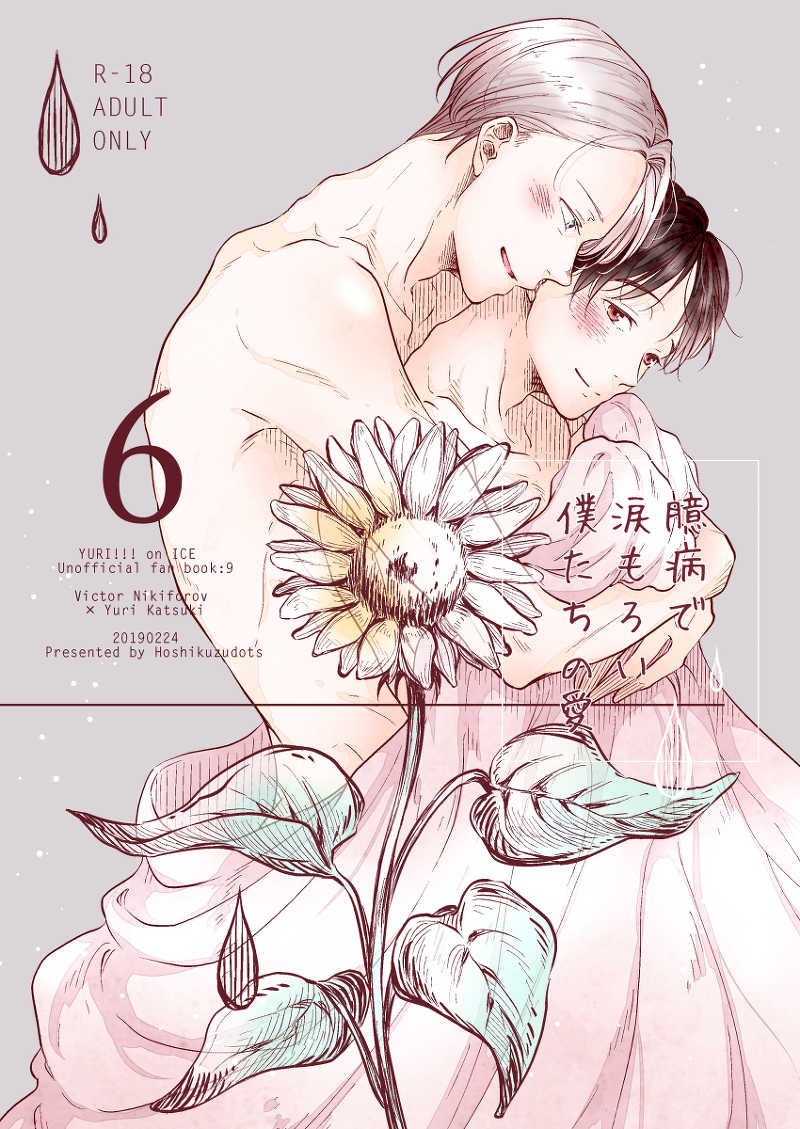 R-18
ADULT
ONLY
6
YURI!!! on ICE
Unofficial fan book:9
Victor Nikiforov
× Yuri Katsuki
20190224
Presented by Hoshikuzudots
臆病で
涙もろい
僕たちの愛